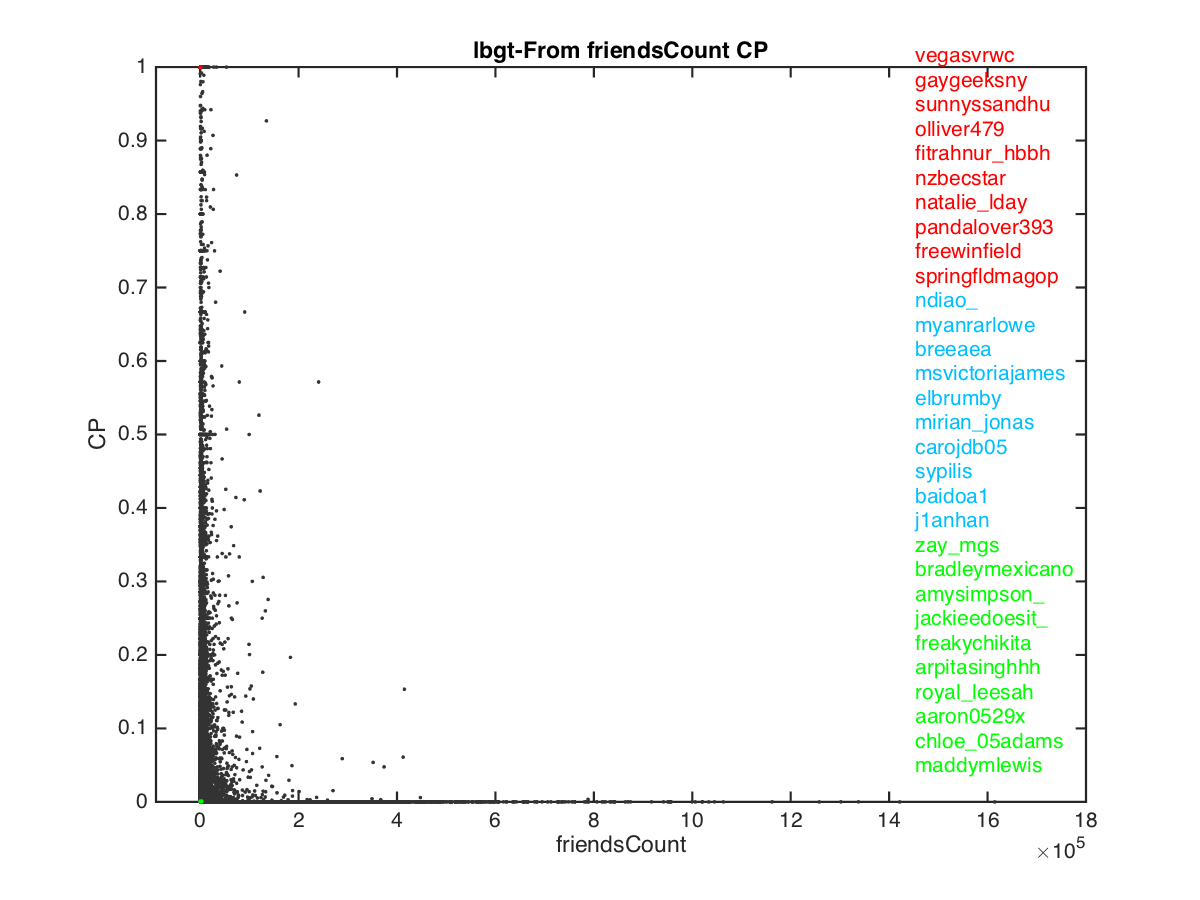 lbgt-From friendsCount CP
vegasvrwc
gaygeeksny
sunnyssandhu
olliver479
fitrahnur_hbbh
nzbecstar
natalie_lday
pandalover393
freewinfield
springfldmagop
ndiao_
myanrarlowe
breeaea
msvictoriajames
elbrumby
mirian_jonas
carojdb05
sypilis
baidoa1
j1anhan
zay_mgs
bradleymexicano
amysimpson_
jackieedoesit_
freakychikita
arpitasinghhh
royal_leesah
aaron0529x
chloe_05adams
maddymlewis
1
0.9
0.8
0.7
0.6
0.5
0.4
0.3
0.2
0.1
0
CP
0 2 4 6 8 10 12 14 16 18
friendsCount
×10⁵